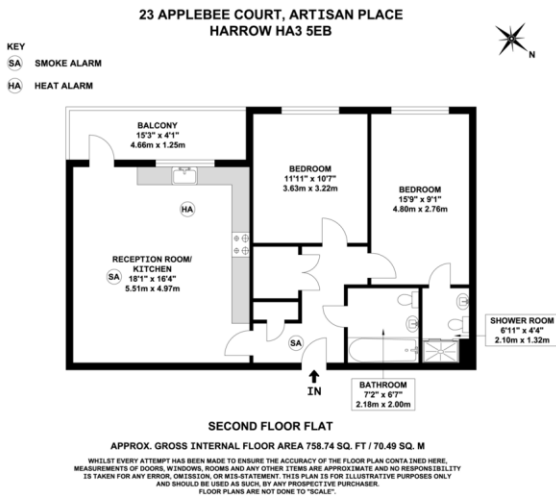 23 APPLEBEE COURT, ARTISAN PLACE
HARROW HA3 5EB
KEY
SA SMOKE ALARM
HA HEAT ALARM
N
BALCONY
15'3" x 4'1"
4.66m x 1.25m
BEDROOM
11'11" x 10'7"
3.63m x 3.22m
BEDROOM
15'9" x 9'1"
4.80m x 2.76m
HA
RECEPTION ROOM/
KITCHEN
18'1" x 16'4"
5.51m x 4.97m
SA
SA
SHOWER ROOM
6'11" x 4'4"
2.10m x 1.32m
IN
BATHROOM
7'2" x 6'7"
2.18m x 2.00m
SECOND FLOOR FLAT
APPROX. GROSS INTERNAL FLOOR AREA 758.74 SQ. FT / 70.49 SQ. M
WHILST EVERY ATTEMPT HAS BEEN MADE TO ENSURE THE ACCURACY OF THE FLOOR PLAN CONTAINED HERE,
MEASUREMENTS OF DOORS, WINDOWS, ROOMS AND ANY OTHER ITEMS ARE APPROXIMATE AND NO RESPONSIBILITY
IS TAKEN FOR ANY ERROR, OMISSION, OR MIS-STATEMENT. THIS PLAN IS FOR ILLUSTRATIVE PURPOSES ONLY
AND SHOULD BE USED AS SUCH, BY ANY PROSPECTIVE PURCHASER.
FLOOR PLANS ARE NOT DONE TO "SCALE".